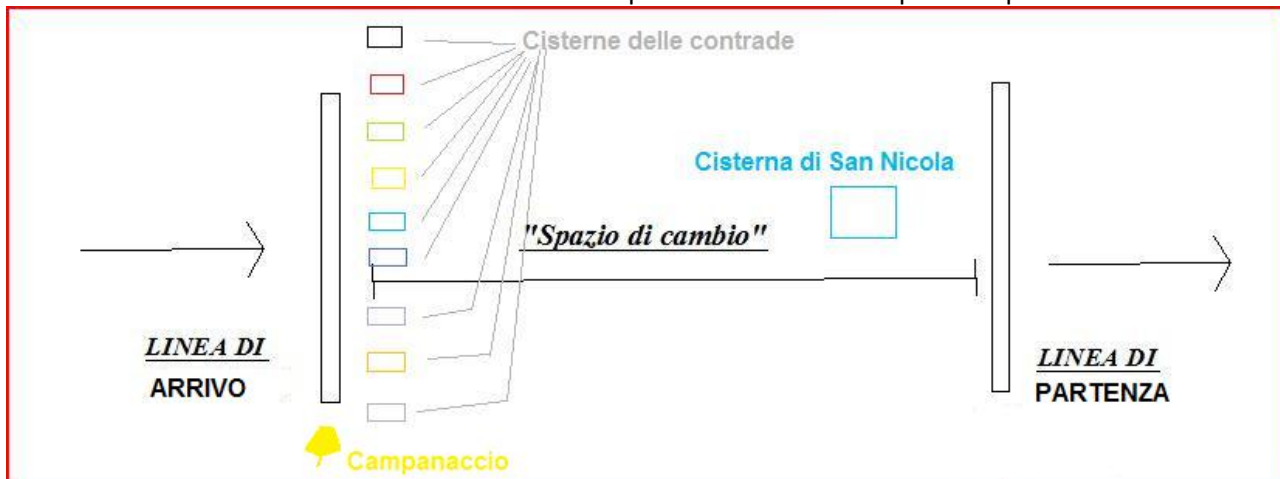 Cisterne delle contrade
Cisterna di San Nicola
"Spazio di cambio"
LINEA DI
ARRIVO
LINEA DI
PARTENZA
Campanaccio